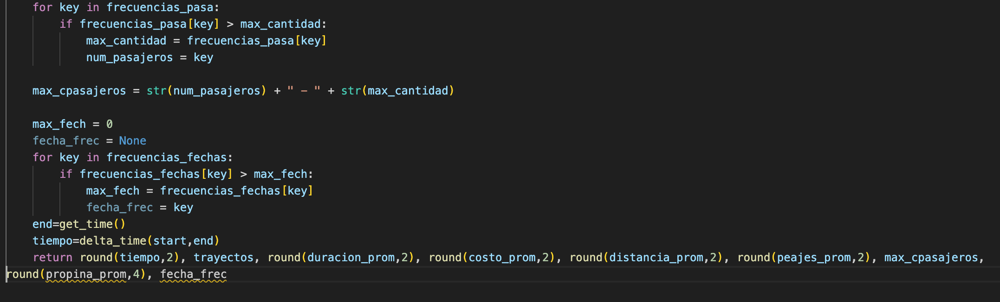 for key in frecuencias_pasa:
if frecuencias_pasa[key] > max_cantidad:
max_cantidad = frecuencias_pasa[key]
num_pasajeros = key
max_cpasajeros = str(num_pasajeros) + " – " + str(max_cantidad)
max_fech = 0
fecha_frec = None
for key in frecuencias_fechas:
if frecuencias_fechas[key] > max_fech:
max_fech = frecuencias_fechas[key]
fecha_frec = key
end=get_time()
tiempo=delta_time(start,end)
return round(tiempo,2), trayectos, round(duracion_prom,2), round(costo_prom,2), round(distancia_prom,2), round(peajes_prom,2), max_cpasajeros,
round(propina_prom,4), fecha_frec